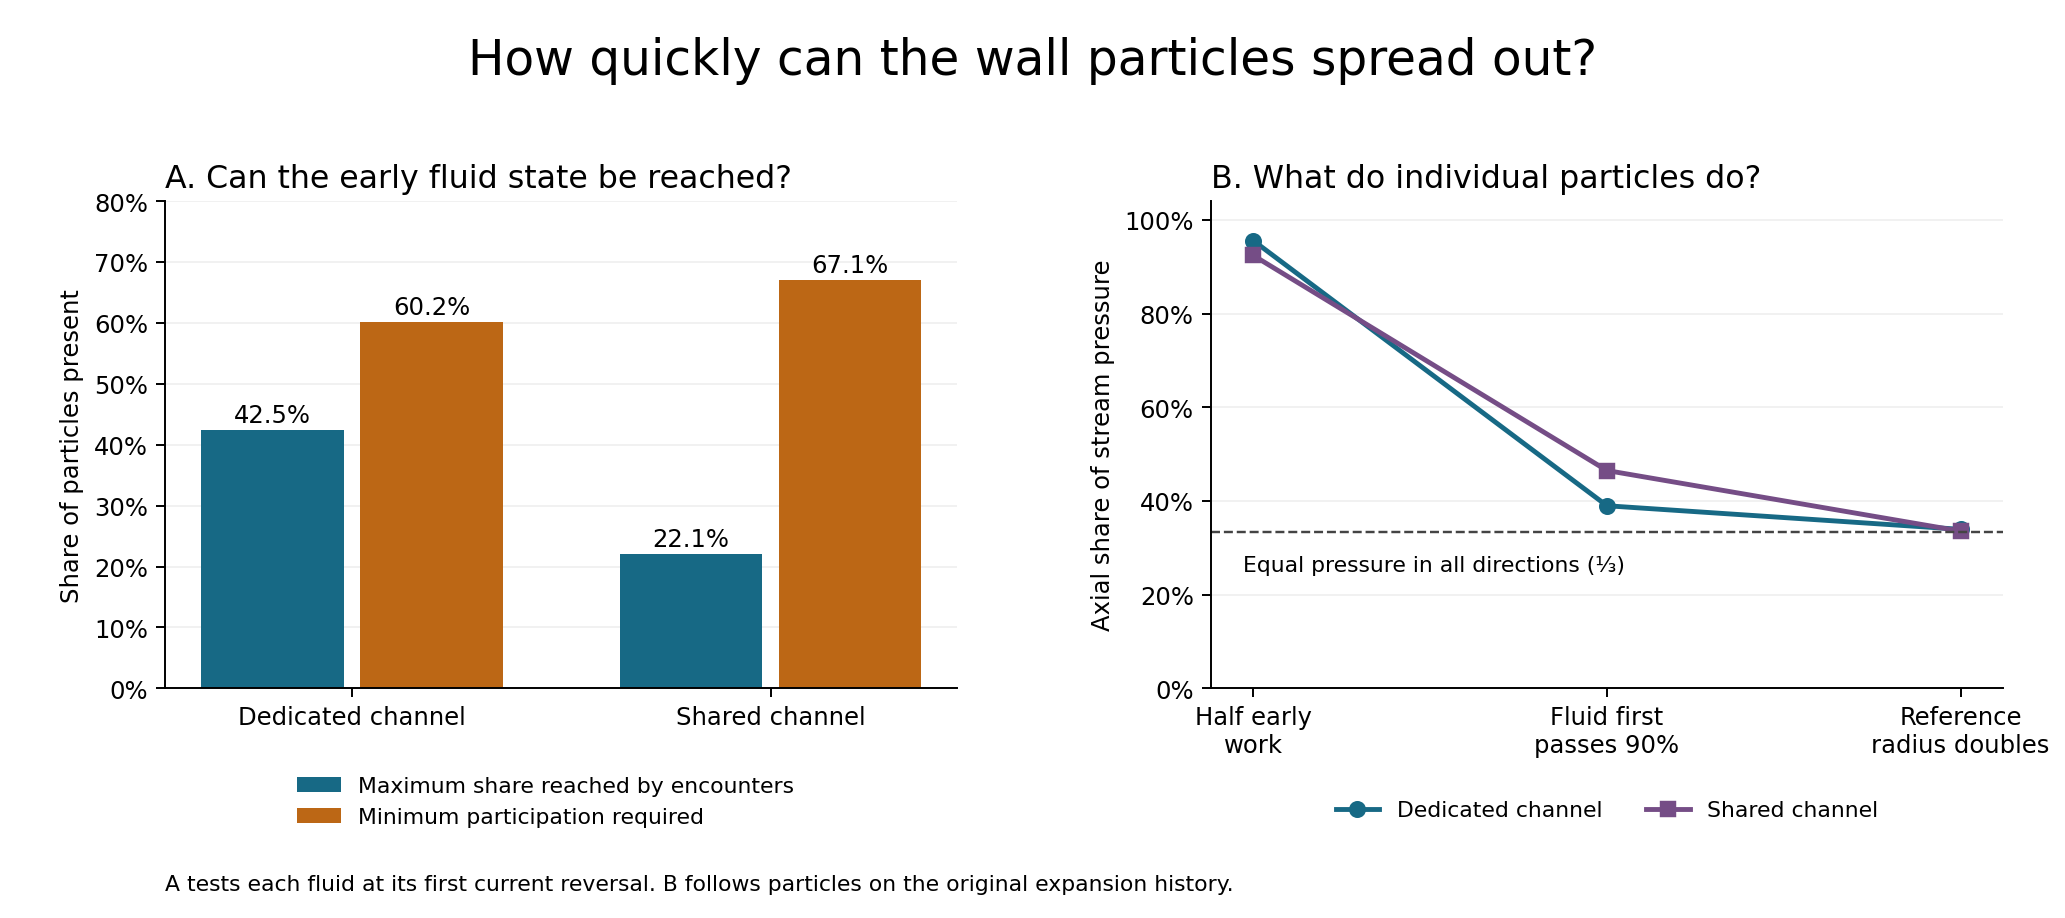 How quickly can the wall particles spread out?
A. Can the early fluid state be reached?
80%
70%
60%
50%
40%
30%
20%
10%
0%
Share of particles present
42.5%
60.2%
22.1%
67.1%
Dedicated channel
Shared channel
Maximum share reached by encounters
Minimum participation required
B. What do individual particles do?
100%
80%
60%
40%
20%
0%
Axial share of stream pressure
Equal pressure in all directions (⅓)
Half early
work
Fluid first
passes 90%
Reference
radius doubles
Dedicated channel
Shared channel
A tests each fluid at its first current reversal. B follows particles on the original expansion history.